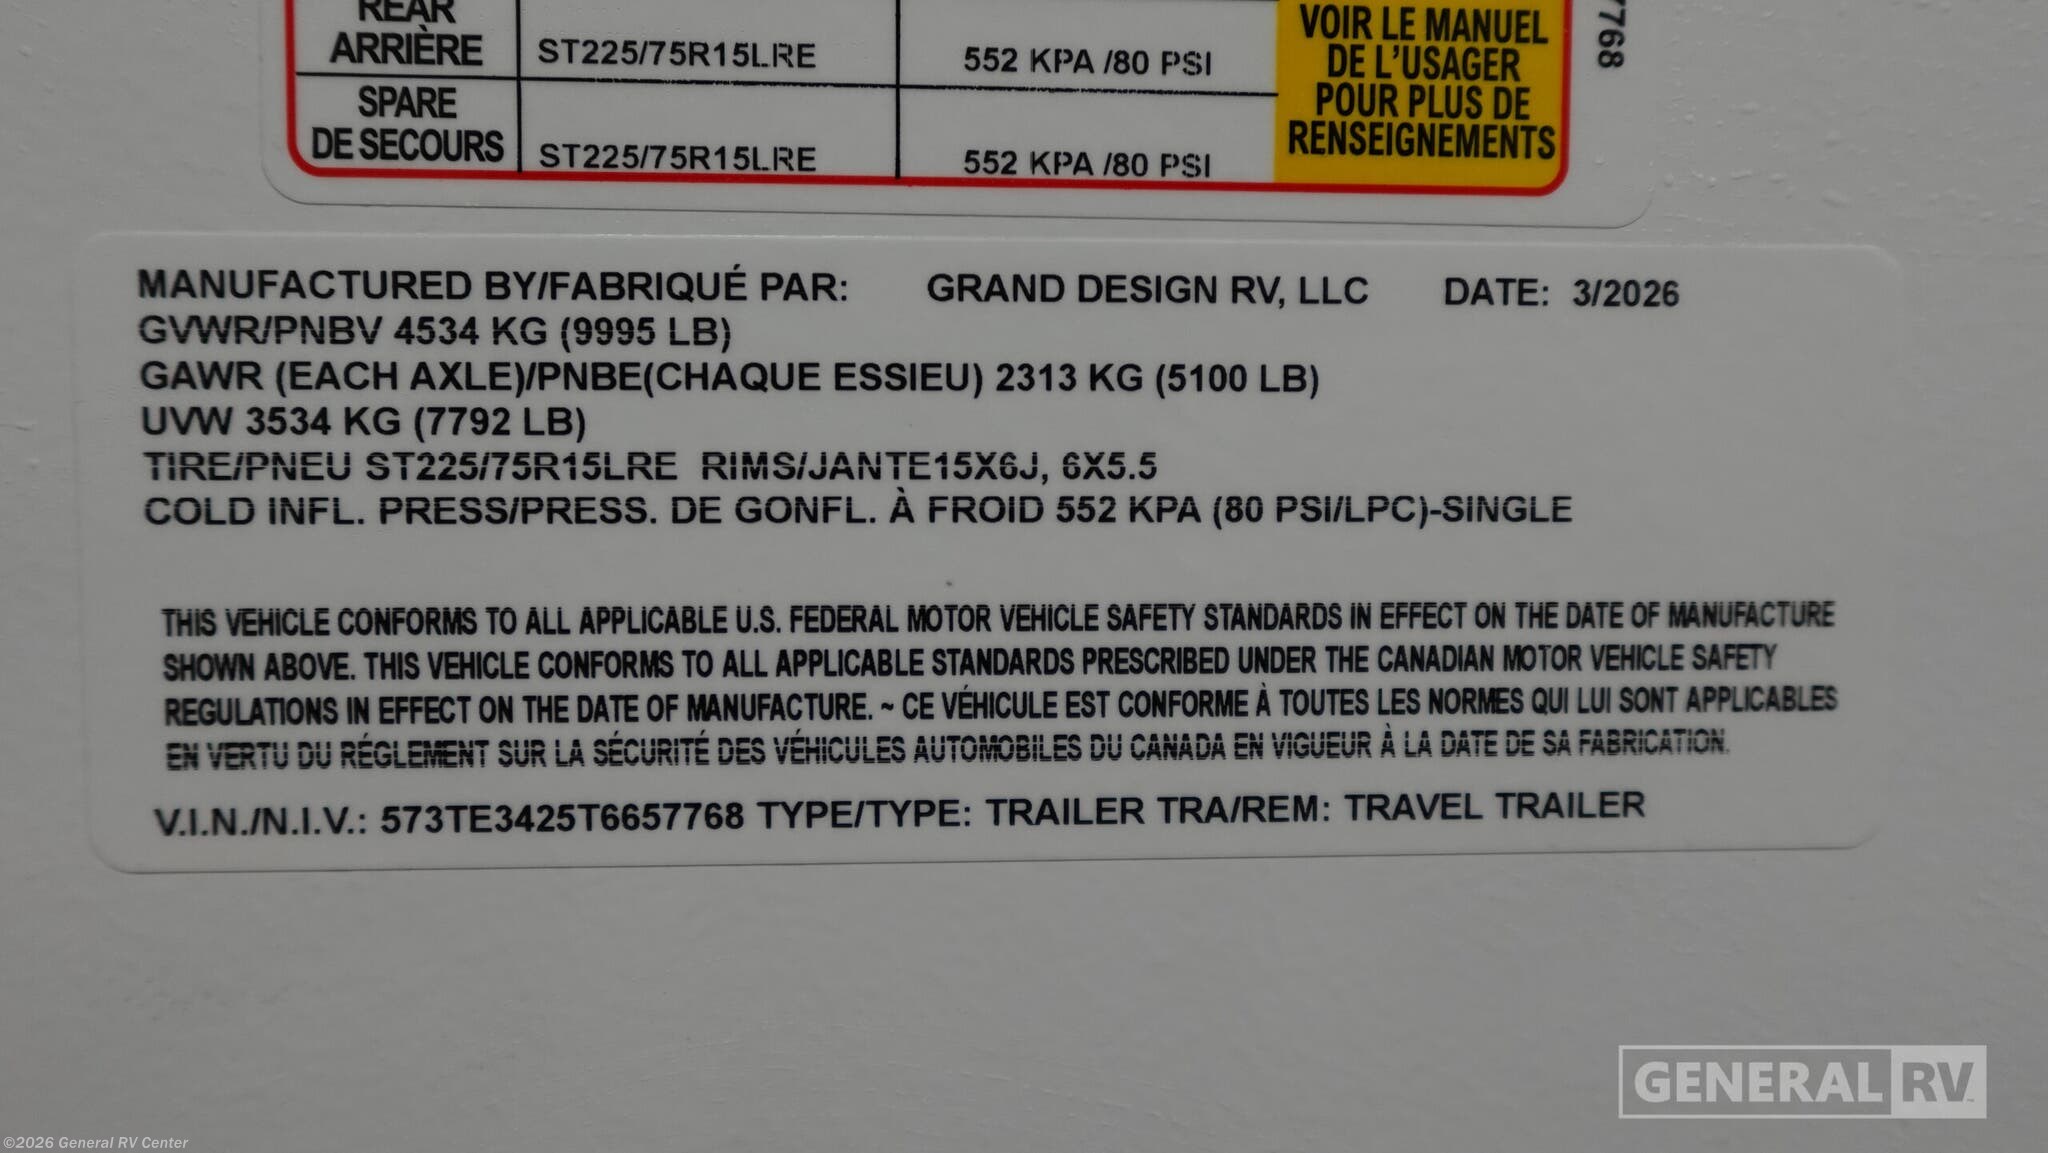 REAR
ARRIÈRE ST225/75R15LRE 552 KPA /80 PSI
SPARE
DE SECOURS ST225/75R15LRE 552 KPA /80 PSI
VOIR LE MANUEL
DE L'USAGER
POUR PLUS DE
RENSEIGNEMENTS
7768
MANUFACTURED BY/FABRIQUÉ PAR: GRAND DESIGN RV, LLC DATE: 3/2026
GVWR/PNBV 4534 KG (9995 LB)
GAWR (EACH AXLE)/PNBE(CHAQUE ESSIEU) 2313 KG (5100 LB)
UVW 3534 KG (7792 LB)
TIRE/PNEU ST225/75R15LRE RIMS/JANTE15X6J, 6X5.5
COLD INFL. PRESS/PRESS. DE GONFL. À FROID 552 KPA (80 PSI/LPC)-SINGLE
THIS VEHICLE CONFORMS TO ALL APPLICABLE U.S. FEDERAL MOTOR VEHICLE SAFETY STANDARDS IN EFFECT ON THE DATE OF MANUFACTURE
SHOWN ABOVE. THIS VEHICLE CONFORMS TO ALL APPLICABLE STANDARDS PRESCRIBED UNDER THE CANADIAN MOTOR VEHICLE SAFETY
REGULATIONS IN EFFECT ON THE DATE OF MANUFACTURE. ~ CE VÉHICULE EST CONFORME À TOUTES LES NORMES QUI LUI SONT APPLICABLES
EN VERTU DU RÉGLEMENT SUR LA SÉCURITÉ DES VÉHICULES AUTOMOBILES DU CANADA EN VIGUEUR À LA DATE DE SA FABRICATION.
V.I.N./N.I.V.: 573TE3425T6657768 TYPE/TYPE: TRAILER TRA/REM: TRAVEL TRAILER
GENERAL RV
©2026 General RV Center